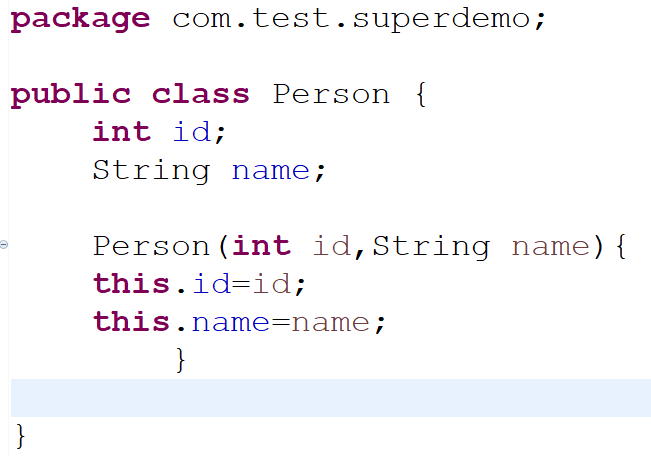 package com.test.superdemo;
public class Person {
int id;
String name;
Person(int id,String name){
this.id=id;
this.name=name;
}
}